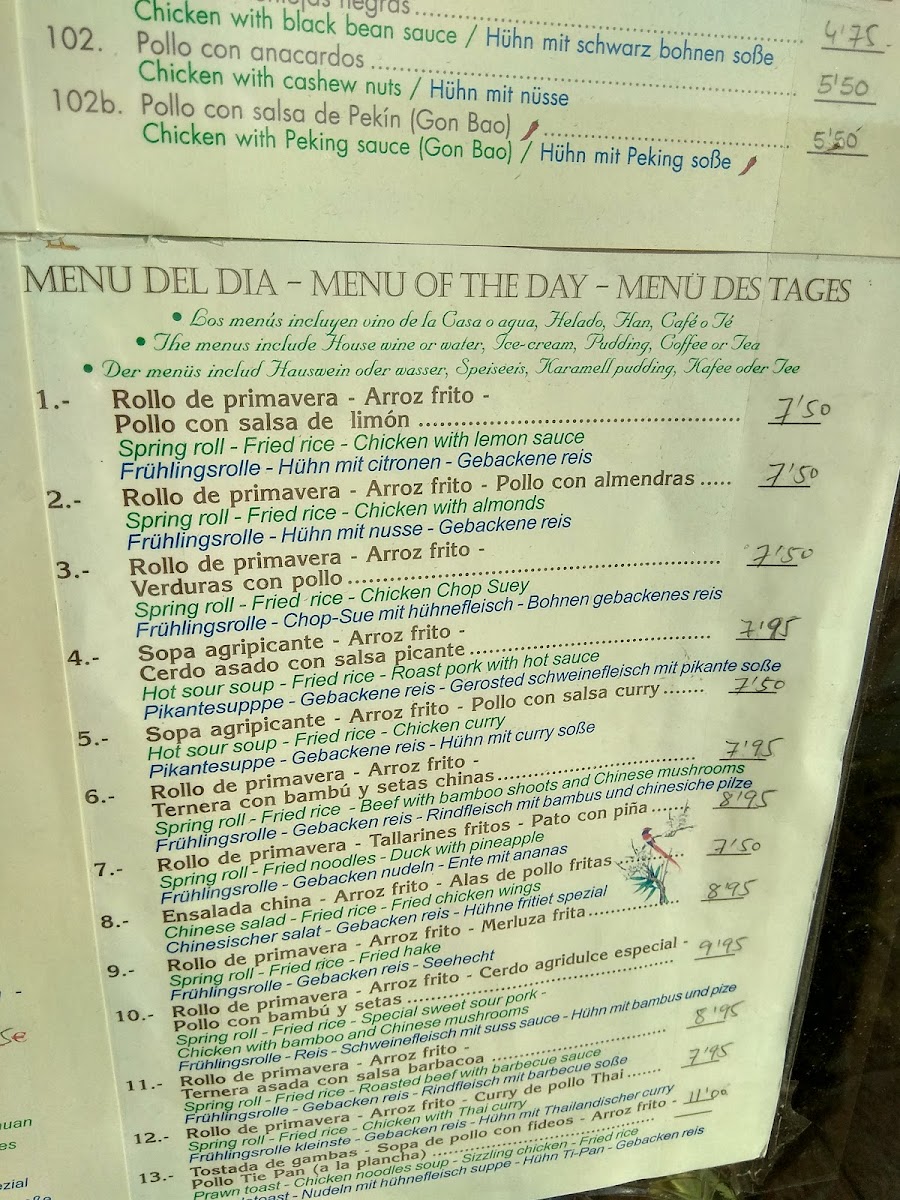 negras
Chicken with black bean sauce / Hühn mit schwarz bohnen soße 4'75
102. Pollo con anacardos 5'50
Chicken with cashew nuts / Hühn mit nüsse
102b. Pollo con salsa de Pekín (Gon Bao) 5'50
Chicken with Peking sauce (Gon Bao) / Hühn mit Peking soße
MENU DEL DIA - MENU OF THE DAY - MENÜ DES TAGES
• Los menús incluyen vino de la Casa o agua, Helado, Flan, Café o Té
• The menus include House wine or water, Ice-cream, Pudding, Coffee or Tea
• Der menüs includ Hauswein oder wasser, Speiseeis, Karamell pudding, Kafee oder Tee
1.- Rollo de primavera - Arroz frito -
Pollo con salsa de limón 7'50
Spring roll - Fried rice - Chicken with lemon sauce
Frühlingsrolle - Hühn mit citronen - Gebackene reis
2.- Rollo de primavera - Arroz frito - Pollo con almendras ..... 7'50
Spring roll - Fried rice - Chicken with almonds
Frühlingsrolle - Hühn mit nusse - Gebackene reis
3.- Rollo de primavera - Arroz frito -
Verduras con pollo 7'50
Spring roll - Fried rice - Chicken Chop Suey
Frühlingsrolle - Chop-Sue mit hühnefleisch - Bohnen gebackenes reis
4.- Sopa agripicante - Arroz frito -
Cerdo asado con salsa picante 7'95
Hot sour soup - Fried rice - Roast pork with hot sauce
Pikantesupppe - Gebackene reis - Gerosted schweinefleisch mit pikante soße
5.- Sopa agripicante - Arroz frito - Pollo con salsa curry ....... 7'50
Hot sour soup - Fried rice - Chicken curry
Pikantesuppe - Gebackene reis - Hühn mit curry soße
6.- Rollo de primavera - Arroz frito -
Ternera con bambú y setas chinas 7'95
Spring roll - Fried rice - Beef with bamboo shoots and Chinese mushrooms
Frühlingsrolle - Gebacken reis - Rindfleisch mit bambus und chinesiche pilze
7.- Rollo de primavera - Tallarines fritos - Pato con piña ...... 8'95
Spring roll - Fried noodles - Duck with pineapple
Frühlingsrolle - Gebacken nudeln - Ente mit ananas
8.- Ensalada china - Arroz frito - Alas de pollo fritas 7'50
Chinese salad - Fried rice - Fried chicken wings
Chinesischer salat - Gebacken reis - Hühne fritiet spezial
9.- Rollo de primavera - Arroz frito - Merluza frita 8'95
Spring roll - Fried rice - Fried hake
Frühlingsrolle - Gebacken reis - Seehecht
10.- Rollo de primavera - Arroz frito - Cerdo agridulce especial -
Pollo con bambú y setas 9'95
Spring roll - Fried rice - Special sweet sour pork -
Chicken with bamboo and Chinese mushrooms
Frühlingsrolle - Reis - Schweinefleisch mit suss sauce - Hühn mit bambus und pize
11.- Rollo de primavera - Arroz frito -
Ternera asada con salsa barbacoa 8'95
Spring roll - Fried rice - Roasted beef with barbecue sauce
Frühlingsrolle - Gebacken reis - Rindfleisch mit barbecue soße
12.- Rollo de primavera - Arroz frito - Curry de pollo Thai ....... 7'95
Spring roll - Fried rice - Chicken with Thai curry
Frühlingsrolle kleinste - Gebacken reis - Hühn mit Thailandischer curry
13.- Tostada de gambas - Sopa de pollo con fideos - Arroz frito -
Pollo Tie Pan (a la plancha) 11'00
Prawn toast - Chicken noodles soup - Sizzling chicken - Fried rice
- Nudeln mit hühnefleisch suppe - Hühn Ti-Pan - Gebacken reis